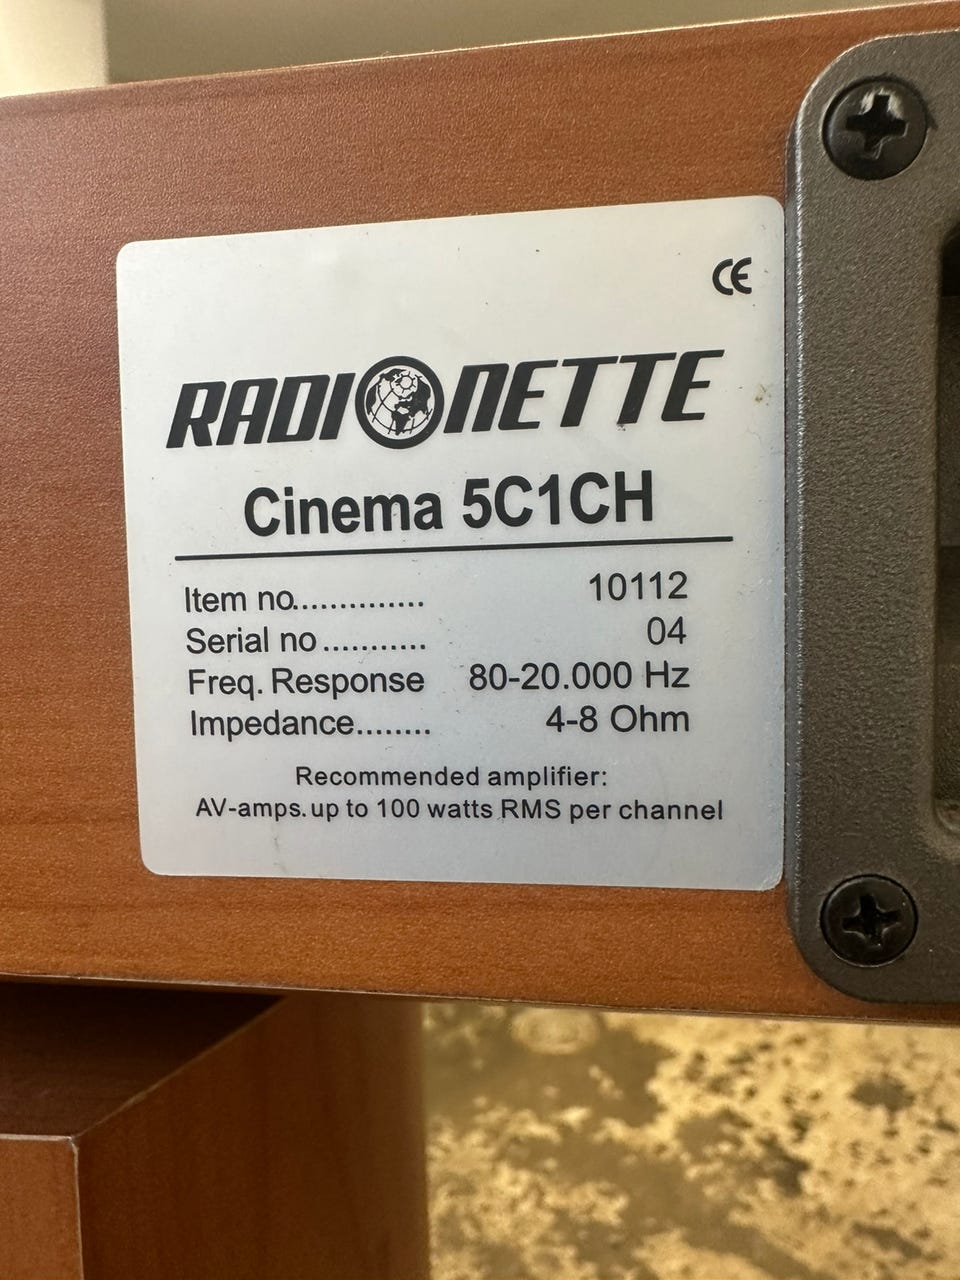 CE
RADIONETTE
Cinema 5C1CH
Item no.............. 10112
Serial no ........... 04
Freq. Response 80-20.000 Hz
Impedance........ 4-8 Ohm
Recommended amplifier:
AV-amps.up to 100 watts RMS per channel